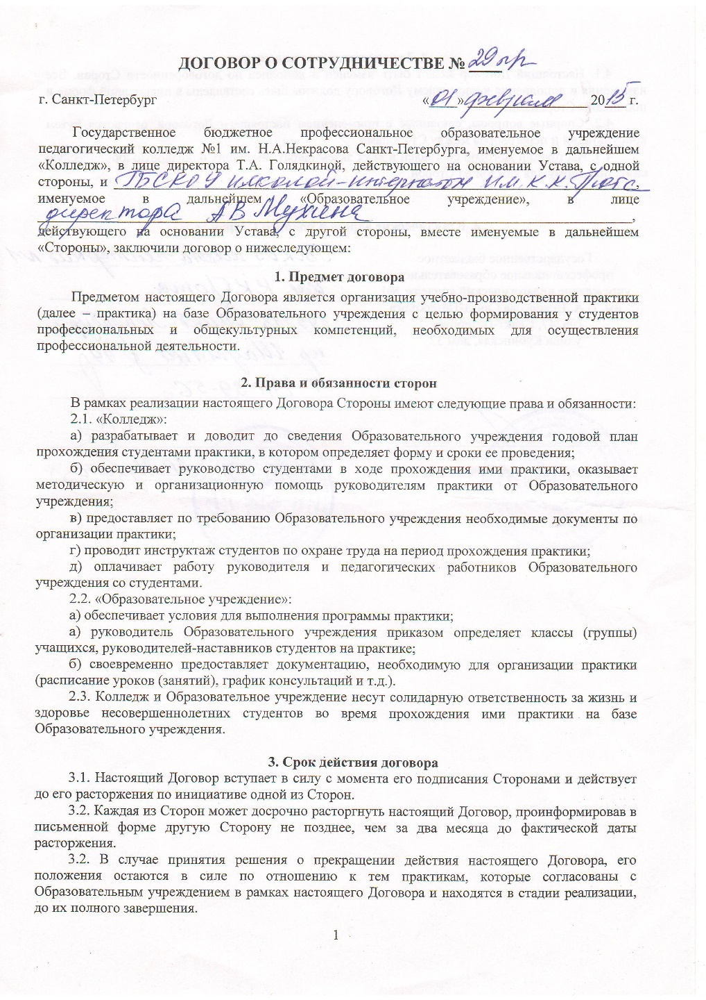 ДОГОВОР О СОТРУДНИЧЕСТВЕ № 29 пр
г. Санкт-Петербург «01» февраля 2015 г.
Государственное бюджетное профессиональное образовательное учреждение
педагогический колледж №1 им. Н.А.Некрасова Санкт-Петербурга, именуемое в дальнейшем
«Колледж», в лице директора Т.А. Голядкиной, действующего на основании Устава, с одной
стороны, и ГБСКОУ школой-интернатом им. К.К. Грота,
именуемое в дальнейшем «Образовательное учреждение», в лице
директора А В Мухина,
действующего на основании Устава, с другой стороны, вместе именуемые в дальнейшем
«Стороны», заключили договор о нижеследующем:
1. Предмет договора
Предметом настоящего Договора является организация учебно-производственной практики
(далее – практика) на базе Образовательного учреждения с целью формирования у студентов
профессиональных и общекультурных компетенций, необходимых для осуществления
профессиональной деятельности.
2. Права и обязанности сторон
В рамках реализации настоящего Договора Стороны имеют следующие права и обязанности:
2.1. «Колледж»:
а) разрабатывает и доводит до сведения Образовательного учреждения годовой план
прохождения студентами практики, в котором определяет форму и сроки ее проведения;
б) обеспечивает руководство студентами в ходе прохождения ими практики, оказывает
методическую и организационную помощь руководителям практики от Образовательного
учреждения;
в) предоставляет по требованию Образовательного учреждения необходимые документы по
организации практики;
г) проводит инструктаж студентов по охране труда на период прохождения практики;
д) оплачивает работу руководителя и педагогических работников Образовательного
учреждения со студентами.
2.2. «Образовательное учреждение»:
а) обеспечивает условия для выполнения программы практики;
а) руководитель Образовательного учреждения приказом определяет классы (группы)
учащихся, руководителей-наставников студентов на практике;
б) своевременно предоставляет документацию, необходимую для организации практики
(расписание уроков (занятий), график консультаций и т.д.).
2.3. Колледж и Образовательное учреждение несут солидарную ответственность за жизнь и
здоровье несовершеннолетних студентов во время прохождения ими практики на базе
Образовательного учреждения.
3. Срок действия договора
3.1. Настоящий Договор вступает в силу с момента его подписания Сторонами и действует
до его расторжения по инициативе одной из Сторон.
3.2. Каждая из Сторон может досрочно расторгнуть настоящий Договор, проинформировав в
письменной форме другую Сторону не позднее, чем за два месяца до фактической даты
расторжения.
3.2. В случае принятия решения о прекращении действия настоящего Договора, его
положения остаются в силе по отношению к тем практикам, которые согласованы с
Образовательным учреждением в рамках настоящего Договора и находятся в стадии реализации,
до их полного завершения.
1